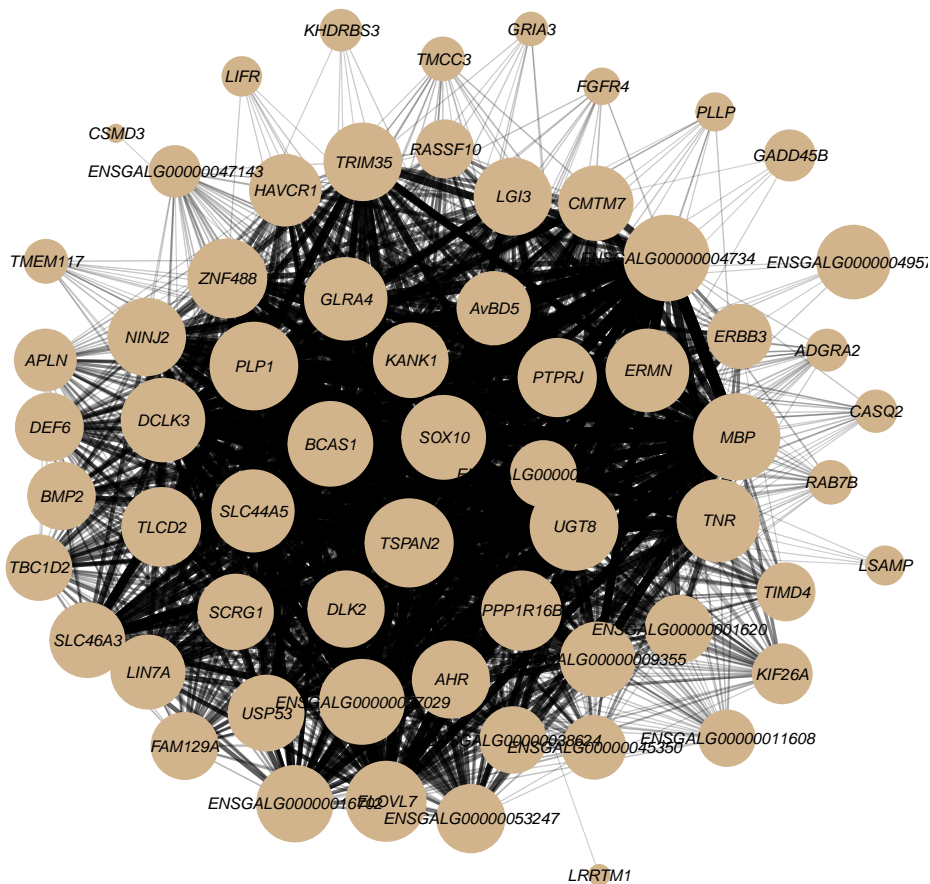 KHDRBS3
GRIA3
TMCC3
LIFR
FGFR4
PLLP
CSMD3
RASSF10
GADD45B
TRIM35
ENSGALG00000047143
HAVCR1
LGI3
CMTM7
ENSGALG00000004734
TMEM117
ZNF488
GLRA4
AvBD5
NINJ2
ERBB3
APLN
PLP1
KANK1
PTPRJ
ERMN
ADGRA2
CASQ2
DEF6
DCLK3
BCAS1
SOX10
MBP
BMP2
RAB7B
TLCD2
SLC44A5
UGT8
TNR
TSPAN2
TBC1D2
LSAMP
TIMD4
SCRG1
DLK2
PPP1R16B
SLC46A3
ENSGALG00000001620
LIN7A
AHR
KIF26A
USP53
FAM129A
ENSGALG00000045350
ENSGALG00000011608
ELOVL7
ENSGALG00000053247
LRRTM1